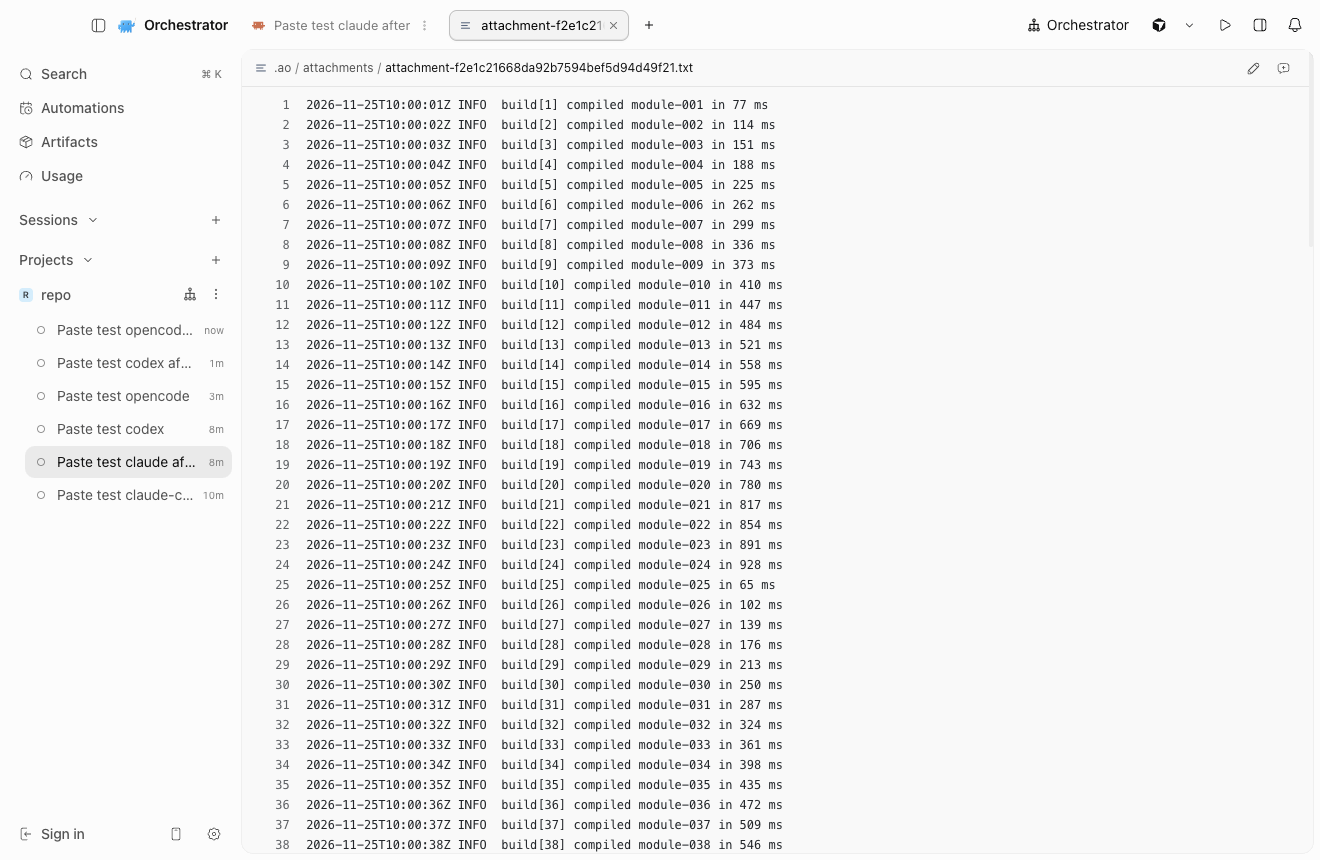 Orchestrator
Paste test claude after
attachment-f2e1c21
Orchestrator
Search ⌘ K
Automations
Artifacts
Usage
Sessions
Projects
R repo
Paste test opencod... now
Paste test codex af... 1m
Paste test opencode 3m
Paste test codex 8m
Paste test claude af... 8m
Paste test claude-c... 10m
Sign in
.ao / attachments / attachment-f2e1c21668da92b7594bef5d94d49f21.txt
1 2026-11-25T10:00:01Z INFO  build[1] compiled module-001 in 77 ms
2 2026-11-25T10:00:02Z INFO  build[2] compiled module-002 in 114 ms
3 2026-11-25T10:00:03Z INFO  build[3] compiled module-003 in 151 ms
4 2026-11-25T10:00:04Z INFO  build[4] compiled module-004 in 188 ms
5 2026-11-25T10:00:05Z INFO  build[5] compiled module-005 in 225 ms
6 2026-11-25T10:00:06Z INFO  build[6] compiled module-006 in 262 ms
7 2026-11-25T10:00:07Z INFO  build[7] compiled module-007 in 299 ms
8 2026-11-25T10:00:08Z INFO  build[8] compiled module-008 in 336 ms
9 2026-11-25T10:00:09Z INFO  build[9] compiled module-009 in 373 ms
10 2026-11-25T10:00:10Z INFO  build[10] compiled module-010 in 410 ms
11 2026-11-25T10:00:11Z INFO  build[11] compiled module-011 in 447 ms
12 2026-11-25T10:00:12Z INFO  build[12] compiled module-012 in 484 ms
13 2026-11-25T10:00:13Z INFO  build[13] compiled module-013 in 521 ms
14 2026-11-25T10:00:14Z INFO  build[14] compiled module-014 in 558 ms
15 2026-11-25T10:00:15Z INFO  build[15] compiled module-015 in 595 ms
16 2026-11-25T10:00:16Z INFO  build[16] compiled module-016 in 632 ms
17 2026-11-25T10:00:17Z INFO  build[17] compiled module-017 in 669 ms
18 2026-11-25T10:00:18Z INFO  build[18] compiled module-018 in 706 ms
19 2026-11-25T10:00:19Z INFO  build[19] compiled module-019 in 743 ms
20 2026-11-25T10:00:20Z INFO  build[20] compiled module-020 in 780 ms
21 2026-11-25T10:00:21Z INFO  build[21] compiled module-021 in 817 ms
22 2026-11-25T10:00:22Z INFO  build[22] compiled module-022 in 854 ms
23 2026-11-25T10:00:23Z INFO  build[23] compiled module-023 in 891 ms
24 2026-11-25T10:00:24Z INFO  build[24] compiled module-024 in 928 ms
25 2026-11-25T10:00:25Z INFO  build[25] compiled module-025 in 65 ms
26 2026-11-25T10:00:26Z INFO  build[26] compiled module-026 in 102 ms
27 2026-11-25T10:00:27Z INFO  build[27] compiled module-027 in 139 ms
28 2026-11-25T10:00:28Z INFO  build[28] compiled module-028 in 176 ms
29 2026-11-25T10:00:29Z INFO  build[29] compiled module-029 in 213 ms
30 2026-11-25T10:00:30Z INFO  build[30] compiled module-030 in 250 ms
31 2026-11-25T10:00:31Z INFO  build[31] compiled module-031 in 287 ms
32 2026-11-25T10:00:32Z INFO  build[32] compiled module-032 in 324 ms
33 2026-11-25T10:00:33Z INFO  build[33] compiled module-033 in 361 ms
34 2026-11-25T10:00:34Z INFO  build[34] compiled module-034 in 398 ms
35 2026-11-25T10:00:35Z INFO  build[35] compiled module-035 in 435 ms
36 2026-11-25T10:00:36Z INFO  build[36] compiled module-036 in 472 ms
37 2026-11-25T10:00:37Z INFO  build[37] compiled module-037 in 509 ms
38 2026-11-25T10:00:38Z INFO  build[38] compiled module-038 in 546 ms